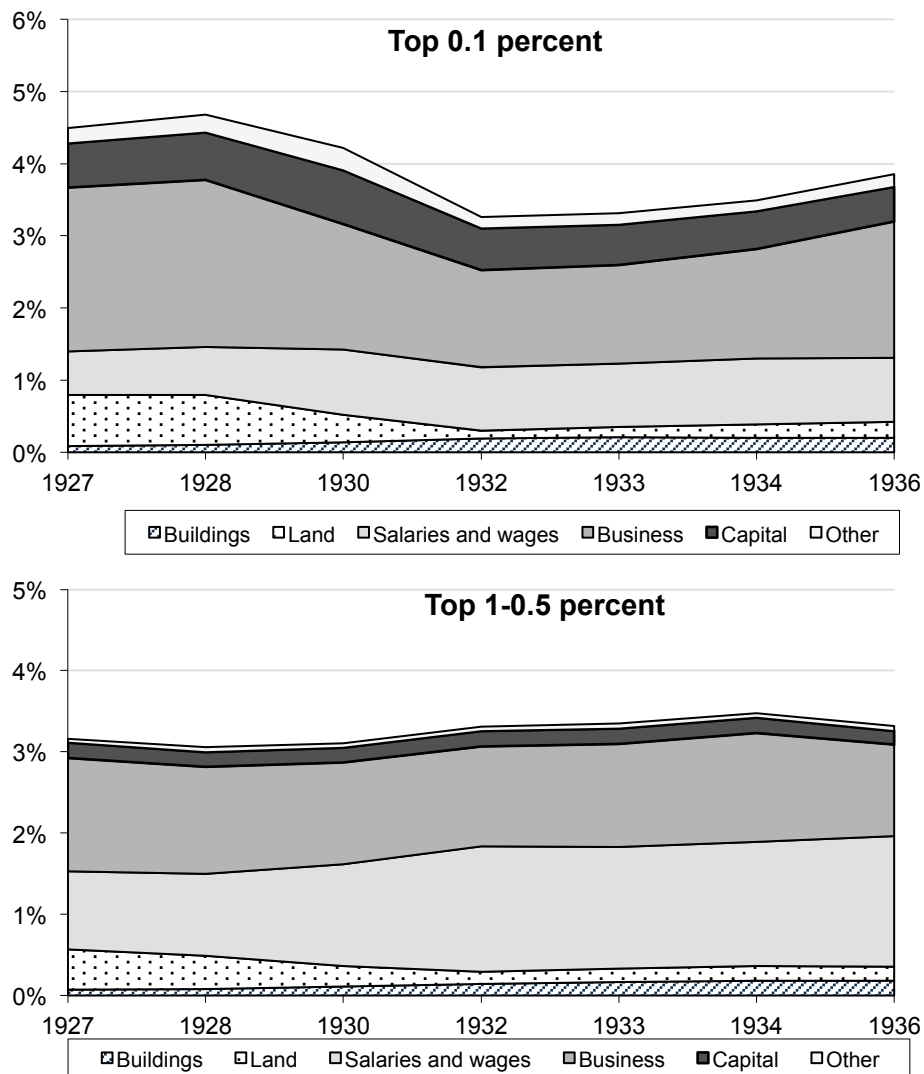 6%
Top 0.1 percent
5%
4%
3%
2%
1%
0%
1927 1928 1930 1932 1933 1934 1936
Buildings Land Salaries and wages Business Capital Other
5%
Top 1-0.5 percent
4%
3%
2%
1%
0%
1927 1928 1930 1932 1933 1934 1936
Buildings Land Salaries and wages Business Capital Other